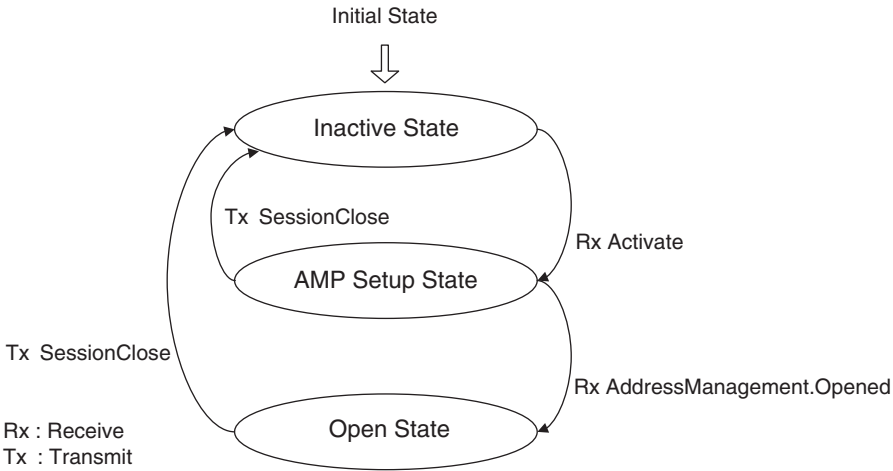 Initial State
Inactive State
Tx SessionClose
Rx Activate
AMP Setup State
Tx SessionClose
Rx AddressManagement.Opened
Open State
Rx : Receive
Tx : Transmit